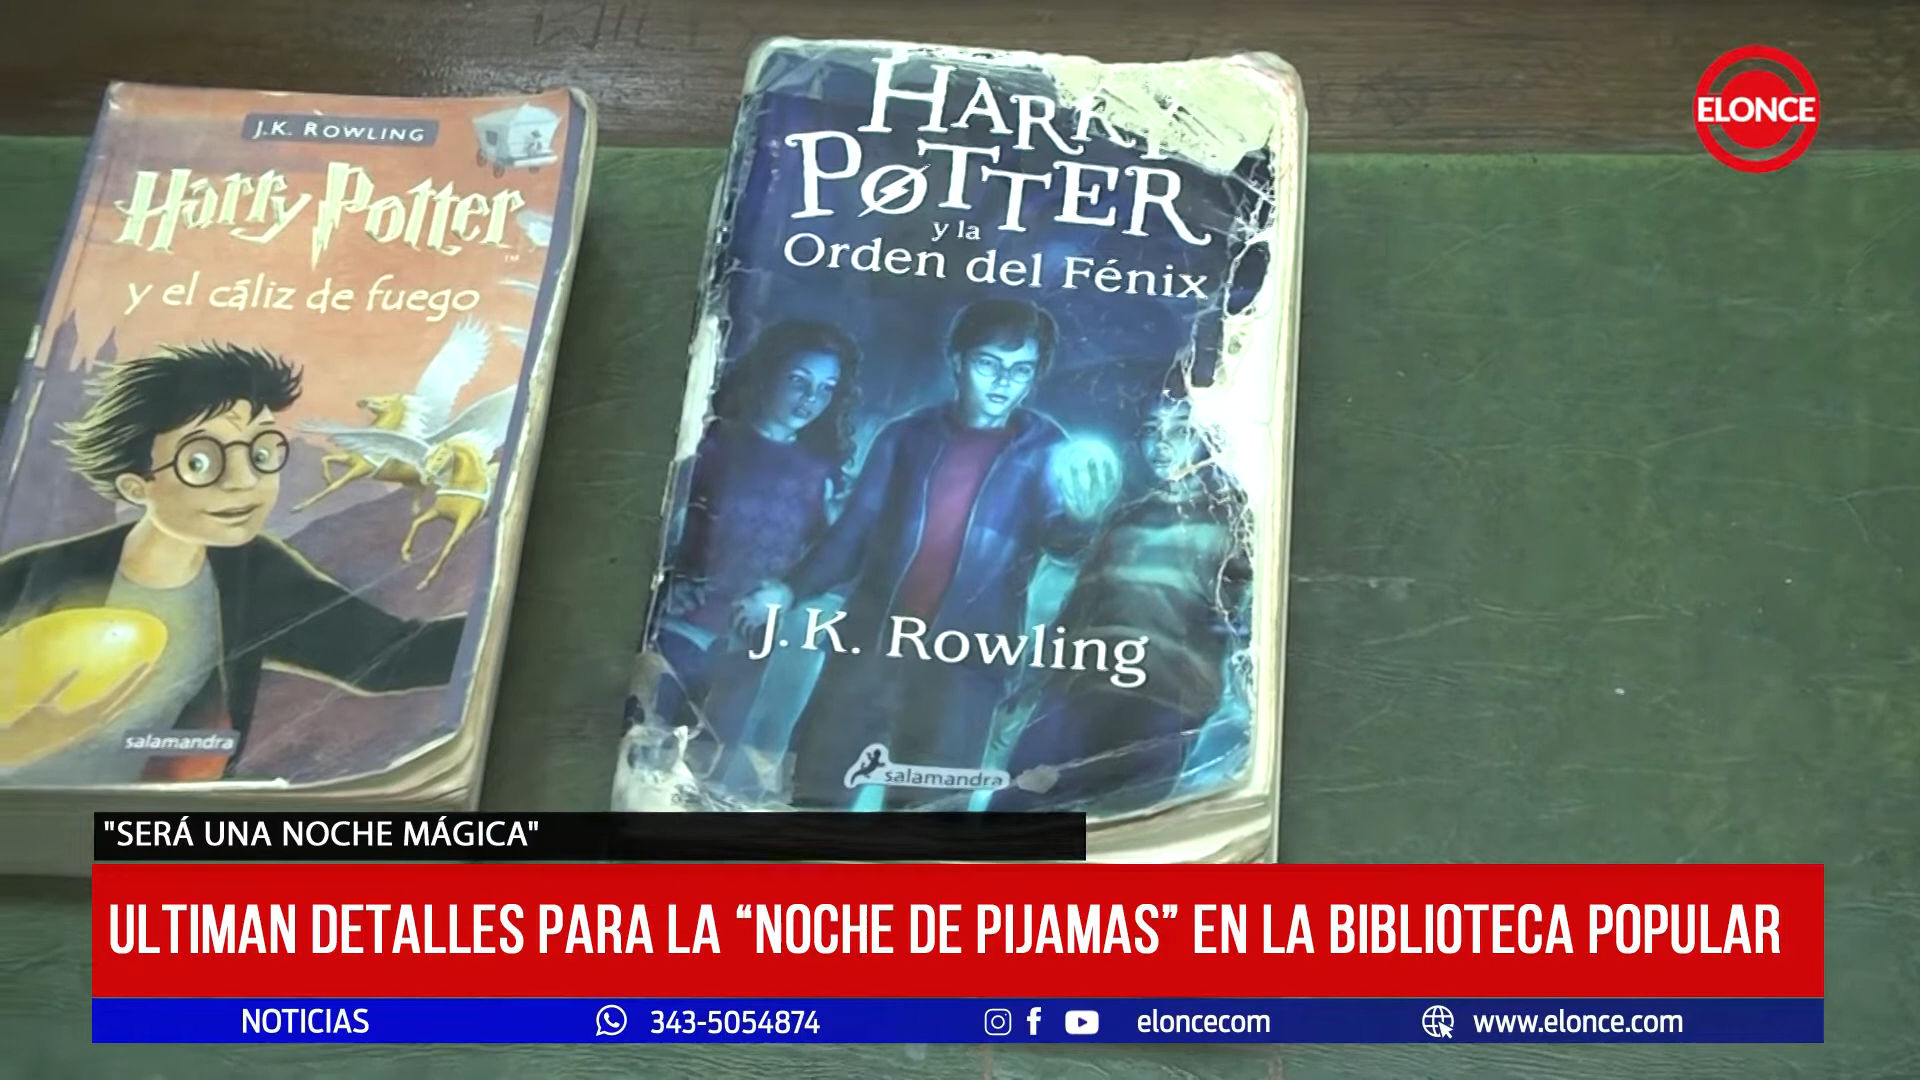 ELONCE
J.K. ROWLING
Harry Potter
y el cáliz de fuego
salamandra
HARRY
POTTER
y la
Orden del Fénix
J.K. Rowling
salamandra
"SERÁ UNA NOCHE MÁGICA"
ULTIMAN DETALLES PARA LA “NOCHE DE PIJAMAS” EN LA BIBLIOTECA POPULAR
NOTICIAS 343-5054874 eloncecom www.elonce.com